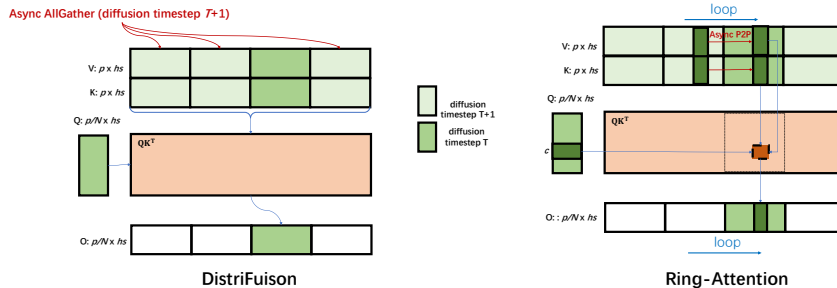 Async AllGather (diffusion timestep T+1)
V: p x hs
K: p x hs
Q: p/N x hs
QKᵀ
O: p/N x hs
DistriFuison
diffusion
timestep T+1
diffusion
timestep T
loop
Async P2P
V: p x hs
K: p x hs
Q: p/N x hs
QKᵀ
c
O: : p/N x hs
loop
Ring-Attention